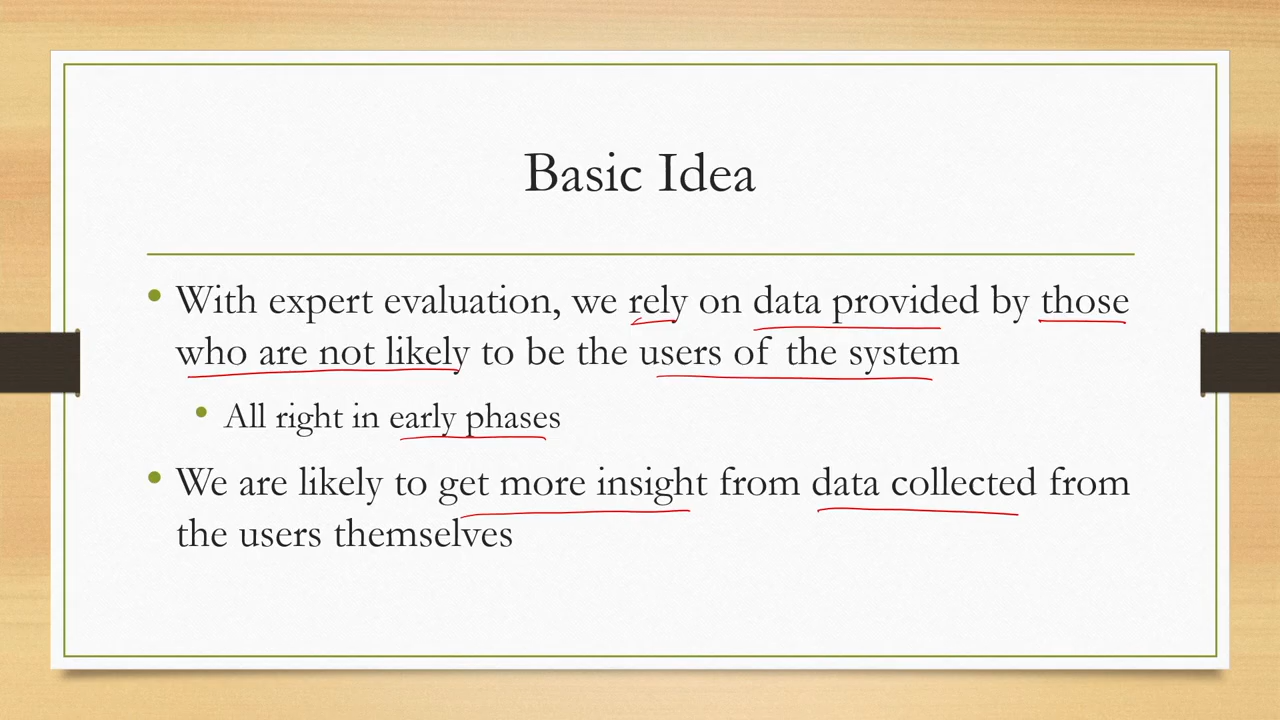 Basic Idea
• With expert evaluation, we rely on data provided by those
who are not likely to be the users of the system
• All right in early phases
• We are likely to get more insight from data collected from
the users themselves